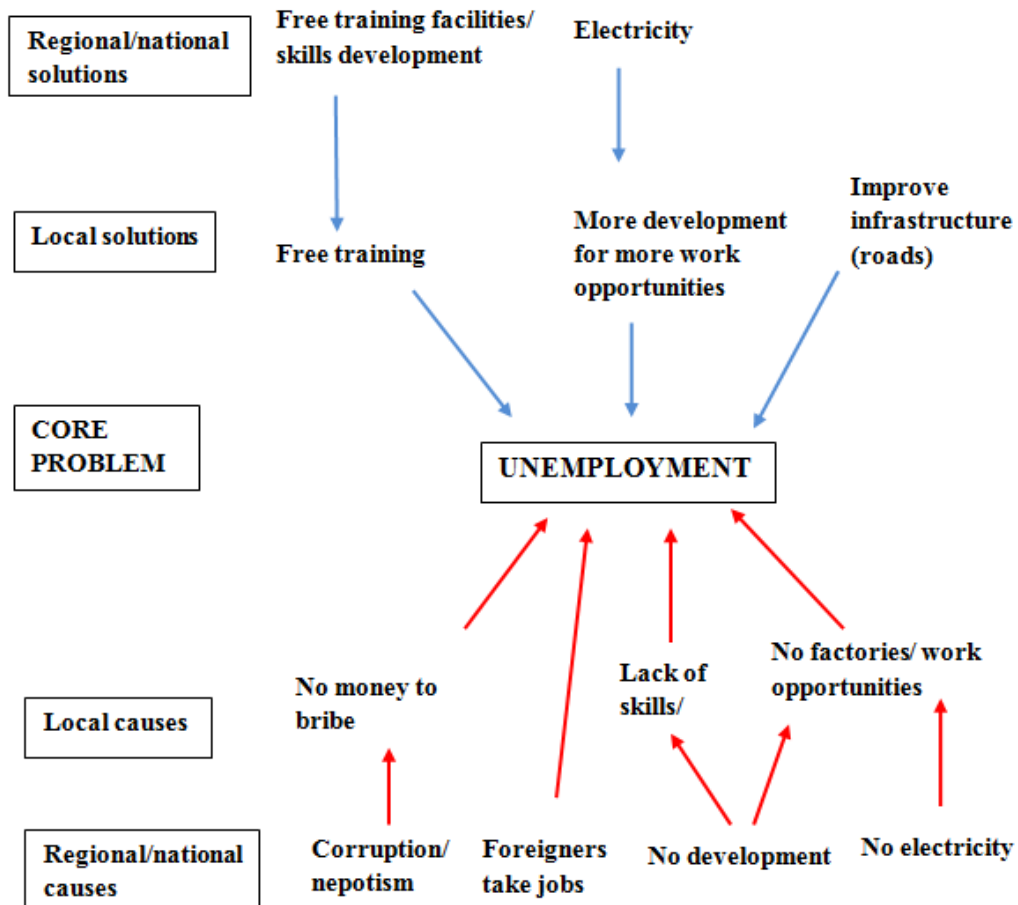 Regional/national
solutions
Free training facilities/
skills development
Electricity
Local solutions
Free training
More development
for more work
opportunities
Improve
infrastructure
(roads)
CORE
PROBLEM
UNEMPLOYMENT
Local causes
No money to
bribe
Lack of
skills/
No factories/ work
opportunities
Regional/national
causes
Corruption/
nepotism
Foreigners
take jobs
No development
No electricity